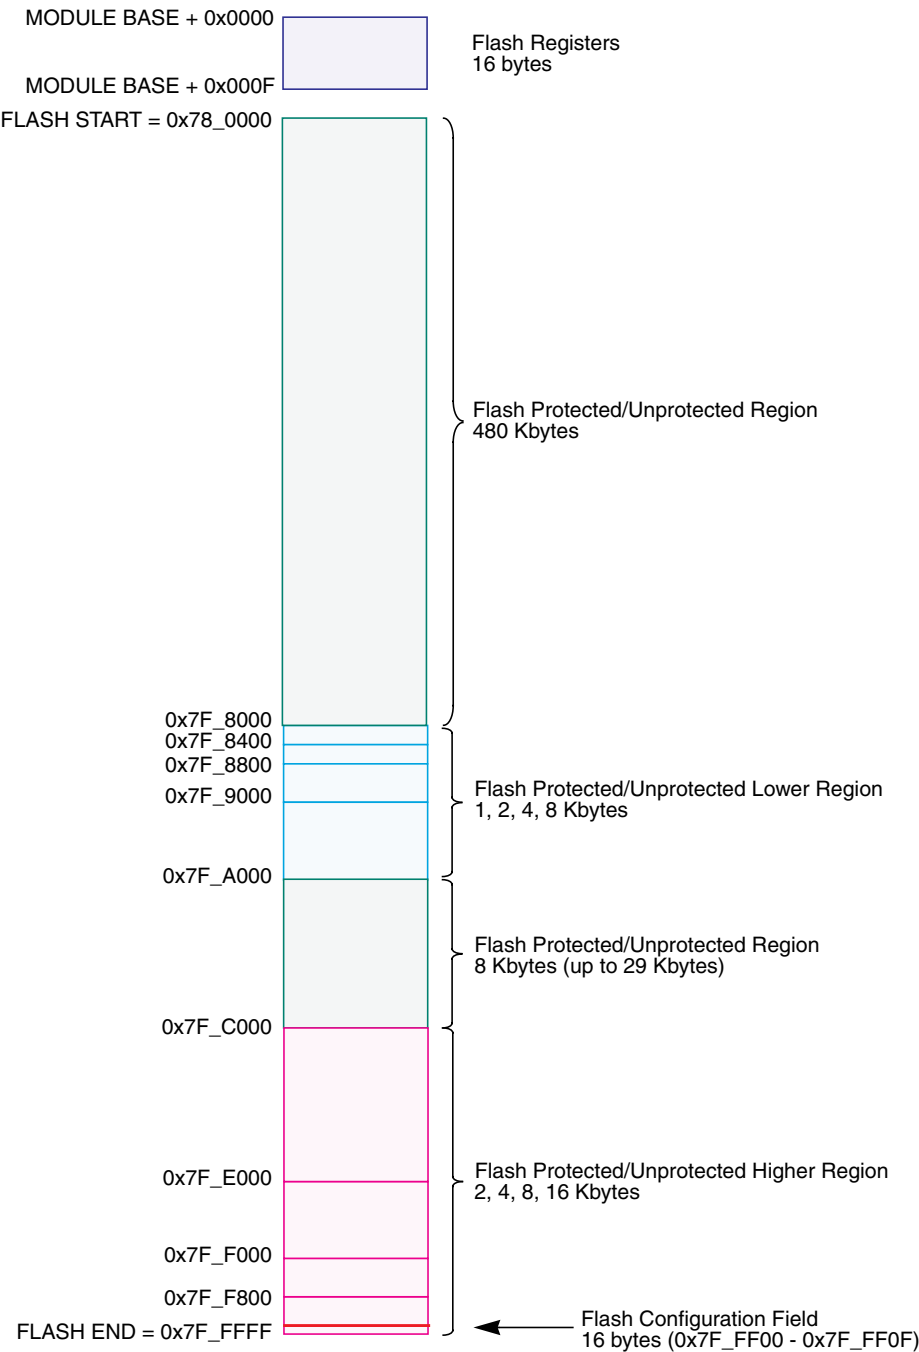 MODULE BASE + 0x0000
Flash Registers
16 bytes
MODULE BASE + 0x000F
FLASH START = 0x78_0000
Flash Protected/Unprotected Region
480 Kbytes
0x7F_8000
0x7F_8400
0x7F_8800
0x7F_9000
Flash Protected/Unprotected Lower Region
1, 2, 4, 8 Kbytes
0x7F_A000
Flash Protected/Unprotected Region
8 Kbytes (up to 29 Kbytes)
0x7F_C000
0x7F_E000
Flash Protected/Unprotected Higher Region
2, 4, 8, 16 Kbytes
0x7F_F000
0x7F_F800
FLASH END = 0x7F_FFFF
Flash Configuration Field
16 bytes (0x7F_FF00 - 0x7F_FF0F)